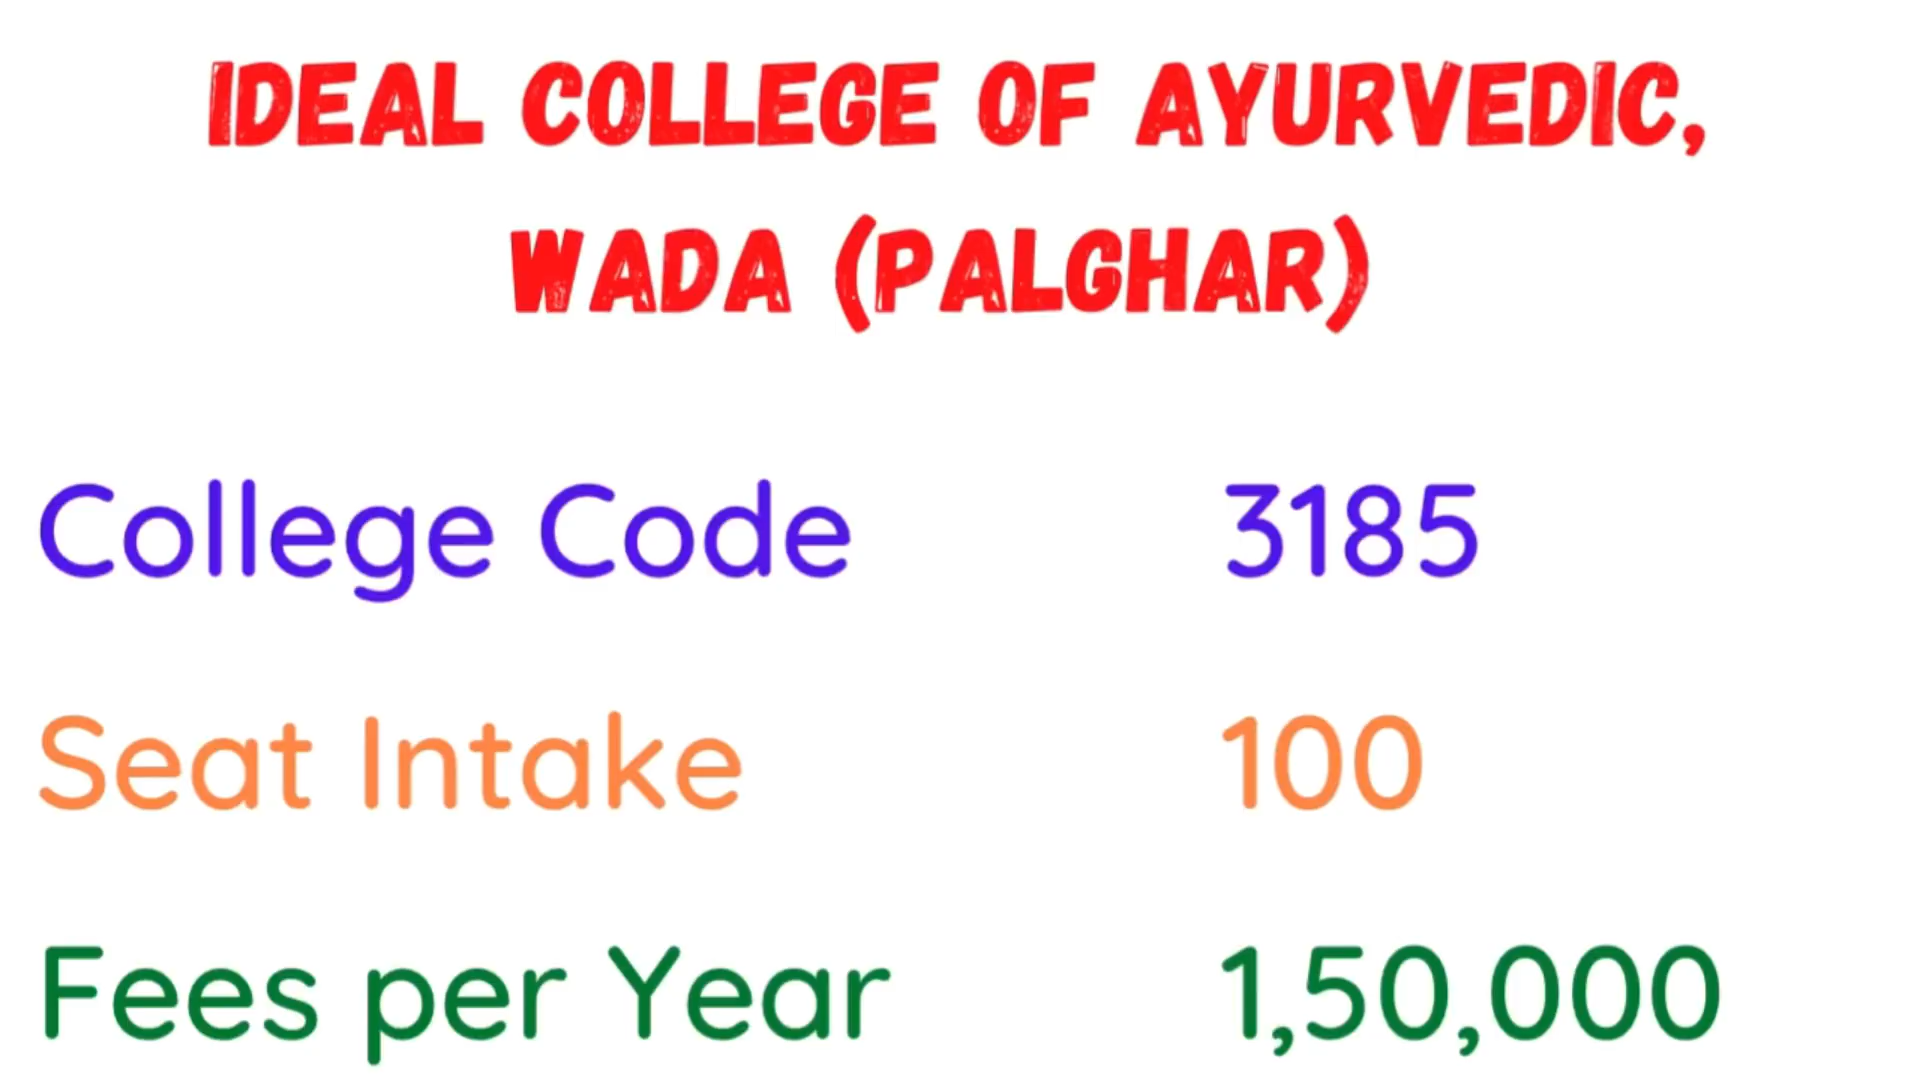 IDEAL COLLEGE OF AYURVEDIC,
WADA (PALGHAR)
College Code 3185
Seat Intake 100
Fees per Year 1,50,000